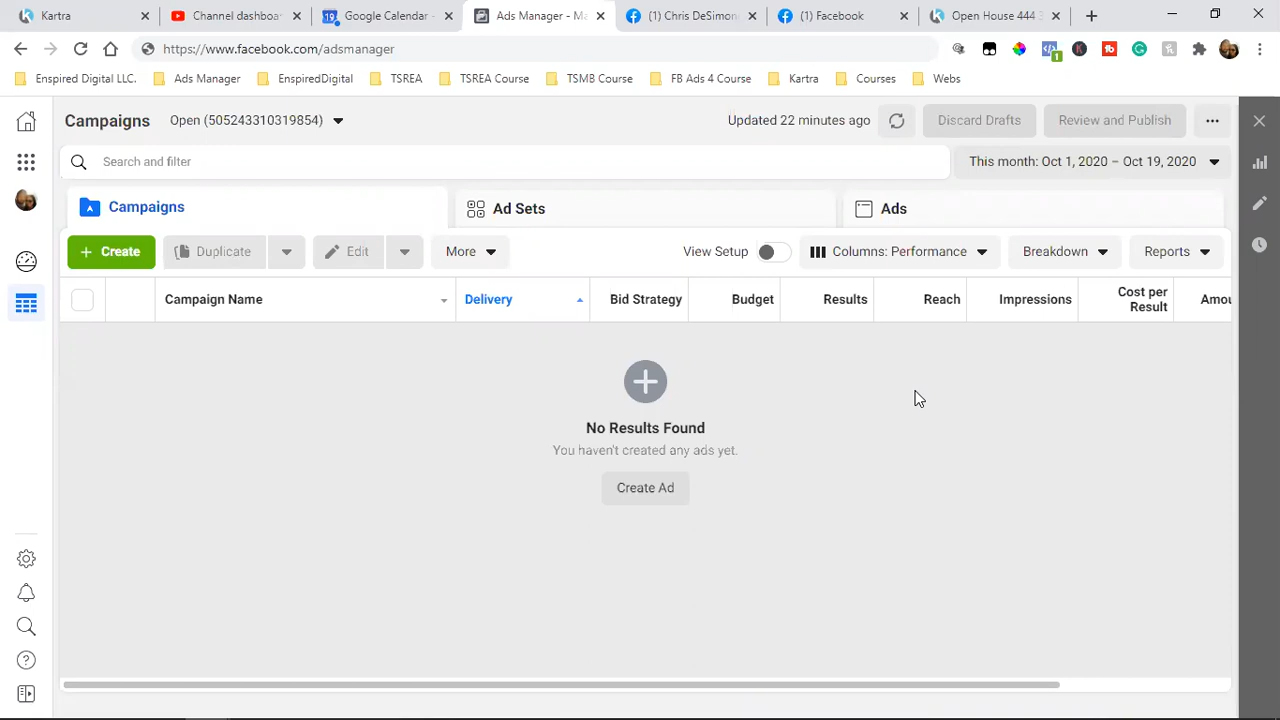 Kartra
Channel dashboa
Google Calendar -
Ads Manager - Ma
(1) Chris DeSimon
(1) Facebook
Open House 444 3
https://www.facebook.com/adsmanager
1
Enspired Digital LLC.
Ads Manager
EnspiredDigital
TSREA
TSREA Course
TSMB Course
FB Ads 4 Course
Kartra
Courses
Webs
Campaigns
Open (505243310319854)
Updated 22 minutes ago
Discard Drafts
Review and Publish
Search and filter
This month: Oct 1, 2020 – Oct 19, 2020
Campaigns
Ad Sets
Ads
+ Create
Duplicate
Edit
More
View Setup
Columns: Performance
Breakdown
Reports
Campaign Name
Delivery
Bid Strategy
Budget
Results
Reach
Impressions
Cost per
Result
Amou
No Results Found
You haven't created any ads yet.
Create Ad